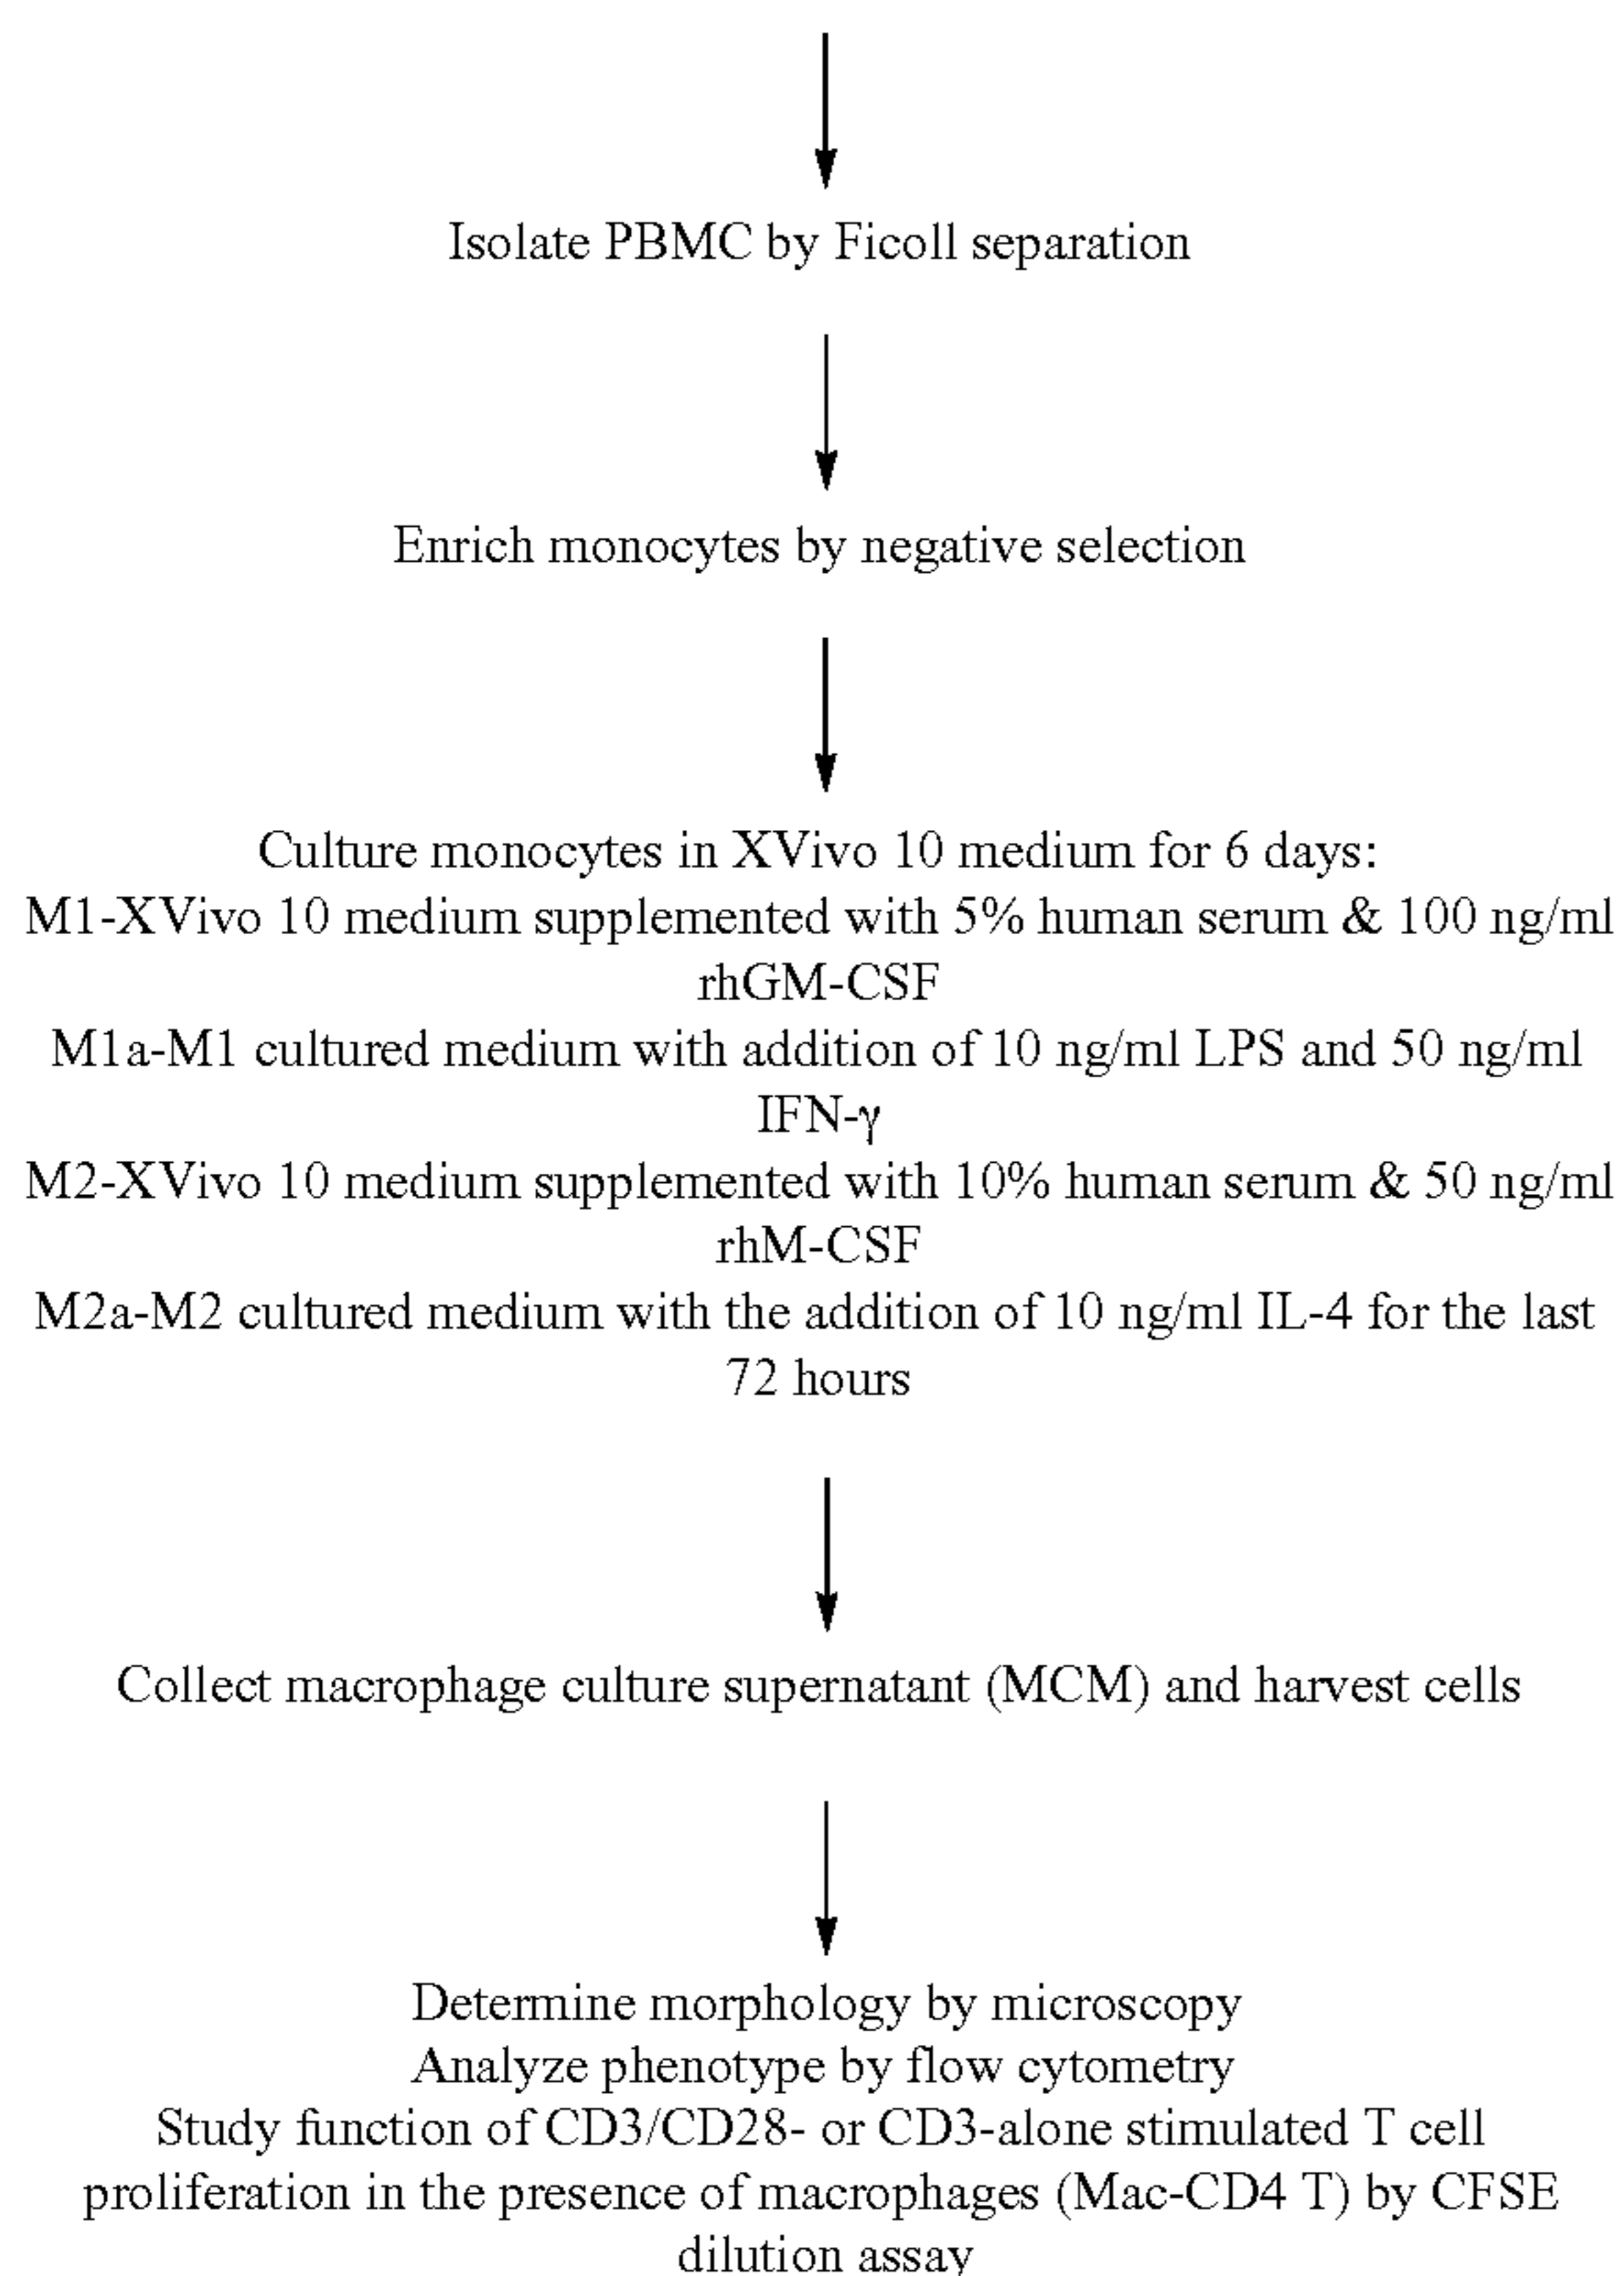 Isolate PBMC by Ficoll separation
Enrich monocytes by negative selection
Culture monocytes in XVivo 10 medium for 6 days:
M1-XVivo 10 medium supplemented with 5% human serum & 100 ng/ml
rhGM-CSF
M1a-M1 cultured medium with addition of 10 ng/ml LPS and 50 ng/ml
IFN-γ
M2-XVivo 10 medium supplemented with 10% human serum & 50 ng/ml
rhM-CSF
M2a-M2 cultured medium with the addition of 10 ng/ml IL-4 for the last
72 hours
Collect macrophage culture supernatant (MCM) and harvest cells
Determine morphology by microscopy
Analyze phenotype by flow cytometry
Study function of CD3/CD28- or CD3-alone stimulated T cell
proliferation in the presence of macrophages (Mac-CD4 T) by CFSE
dilution assay